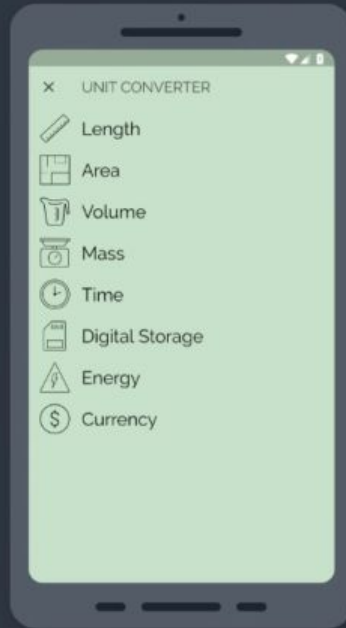 UNIT CONVERTER
Length
Area
Volume
Mass
Time
Digital Storage
Energy
Currency